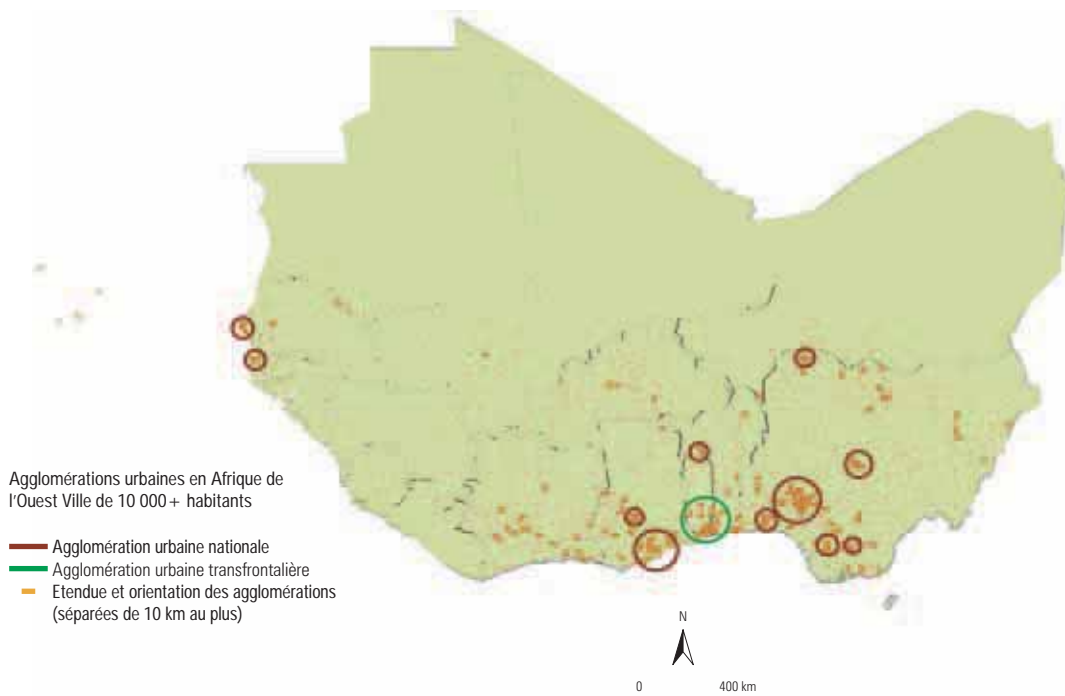 Agglomérations urbaines en Afrique de
l'Ouest Ville de 10 000+ habitants
Agglomération urbaine nationale
Agglomération urbaine transfrontalière
Etendue et orientation des agglomérations
(séparées de 10 km au plus)
N
0 400 km